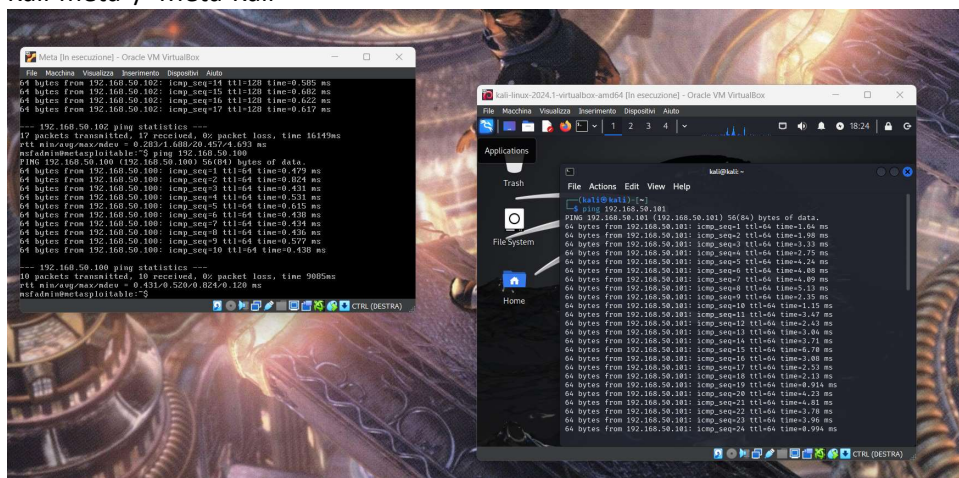 Meta [In esecuzione] - Oracle VM VirtualBox
File Macchina Visualizza Inserimento Dispositivi Aiuto
64 bytes from 192.168.50.102: icmp_seq=14 ttl=128 time=0.585 ms
64 bytes from 192.168.50.102: icmp_seq=15 ttl=128 time=0.682 ms
64 bytes from 192.168.50.102: icmp_seq=16 ttl=128 time=0.622 ms
64 bytes from 192.168.50.102: icmp_seq=17 ttl=128 time=0.617 ms
--- 192.168.50.102 ping statistics ---
17 packets transmitted, 17 received, 0% packet loss, time 16149ms
rtt min/avg/max/mdev = 0.283/1.688/20.457/4.693 ms
msfadmin@metasploitable:~$ ping 192.168.50.100
PING 192.168.50.100 (192.168.50.100) 56(84) bytes of data.
64 bytes from 192.168.50.100: icmp_seq=1 ttl=64 time=0.479 ms
64 bytes from 192.168.50.100: icmp_seq=2 ttl=64 time=0.824 ms
64 bytes from 192.168.50.100: icmp_seq=3 ttl=64 time=0.431 ms
64 bytes from 192.168.50.100: icmp_seq=4 ttl=64 time=0.531 ms
64 bytes from 192.168.50.100: icmp_seq=5 ttl=64 time=0.615 ms
64 bytes from 192.168.50.100: icmp_seq=6 ttl=64 time=0.438 ms
64 bytes from 192.168.50.100: icmp_seq=7 ttl=64 time=0.434 ms
64 bytes from 192.168.50.100: icmp_seq=8 ttl=64 time=0.436 ms
64 bytes from 192.168.50.100: icmp_seq=9 ttl=64 time=0.577 ms
64 bytes from 192.168.50.100: icmp_seq=10 ttl=64 time=0.438 ms
--- 192.168.50.100 ping statistics ---
10 packets transmitted, 10 received, 0% packet loss, time 9005ms
rtt min/avg/max/mdev = 0.431/0.520/0.824/0.120 ms
msfadmin@metasploitable:~$
CTRL (DESTRA)
kali-linux-2024.1-virtualbox-amd64 [In esecuzione] - Oracle VM VirtualBox
File Macchina Visualizza Inserimento Dispositivi Aiuto
1 2 3 4 18:24
Applications
Trash
File System
Home
kali@kali: ~
File Actions Edit View Help
(kali㉿kali)-[~]
$ ping 192.168.50.101
PING 192.168.50.101 (192.168.50.101) 56(84) bytes of data.
64 bytes from 192.168.50.101: icmp_seq=1 ttl=64 time=1.64 ms
64 bytes from 192.168.50.101: icmp_seq=2 ttl=64 time=1.98 ms
64 bytes from 192.168.50.101: icmp_seq=3 ttl=64 time=3.33 ms
64 bytes from 192.168.50.101: icmp_seq=4 ttl=64 time=2.75 ms
64 bytes from 192.168.50.101: icmp_seq=5 ttl=64 time=4.24 ms
64 bytes from 192.168.50.101: icmp_seq=6 ttl=64 time=4.08 ms
64 bytes from 192.168.50.101: icmp_seq=7 ttl=64 time=4.09 ms
64 bytes from 192.168.50.101: icmp_seq=8 ttl=64 time=5.13 ms
64 bytes from 192.168.50.101: icmp_seq=9 ttl=64 time=2.35 ms
64 bytes from 192.168.50.101: icmp_seq=10 ttl=64 time=1.15 ms
64 bytes from 192.168.50.101: icmp_seq=11 ttl=64 time=3.47 ms
64 bytes from 192.168.50.101: icmp_seq=12 ttl=64 time=2.43 ms
64 bytes from 192.168.50.101: icmp_seq=13 ttl=64 time=3.04 ms
64 bytes from 192.168.50.101: icmp_seq=14 ttl=64 time=3.71 ms
64 bytes from 192.168.50.101: icmp_seq=15 ttl=64 time=6.70 ms
64 bytes from 192.168.50.101: icmp_seq=16 ttl=64 time=3.08 ms
64 bytes from 192.168.50.101: icmp_seq=17 ttl=64 time=2.53 ms
64 bytes from 192.168.50.101: icmp_seq=18 ttl=64 time=2.13 ms
64 bytes from 192.168.50.101: icmp_seq=19 ttl=64 time=0.914 ms
64 bytes from 192.168.50.101: icmp_seq=20 ttl=64 time=4.23 ms
64 bytes from 192.168.50.101: icmp_seq=21 ttl=64 time=4.81 ms
64 bytes from 192.168.50.101: icmp_seq=22 ttl=64 time=3.78 ms
64 bytes from 192.168.50.101: icmp_seq=23 ttl=64 time=3.96 ms
64 bytes from 192.168.50.101: icmp_seq=24 ttl=64 time=0.994 ms
CTRL (DESTRA)